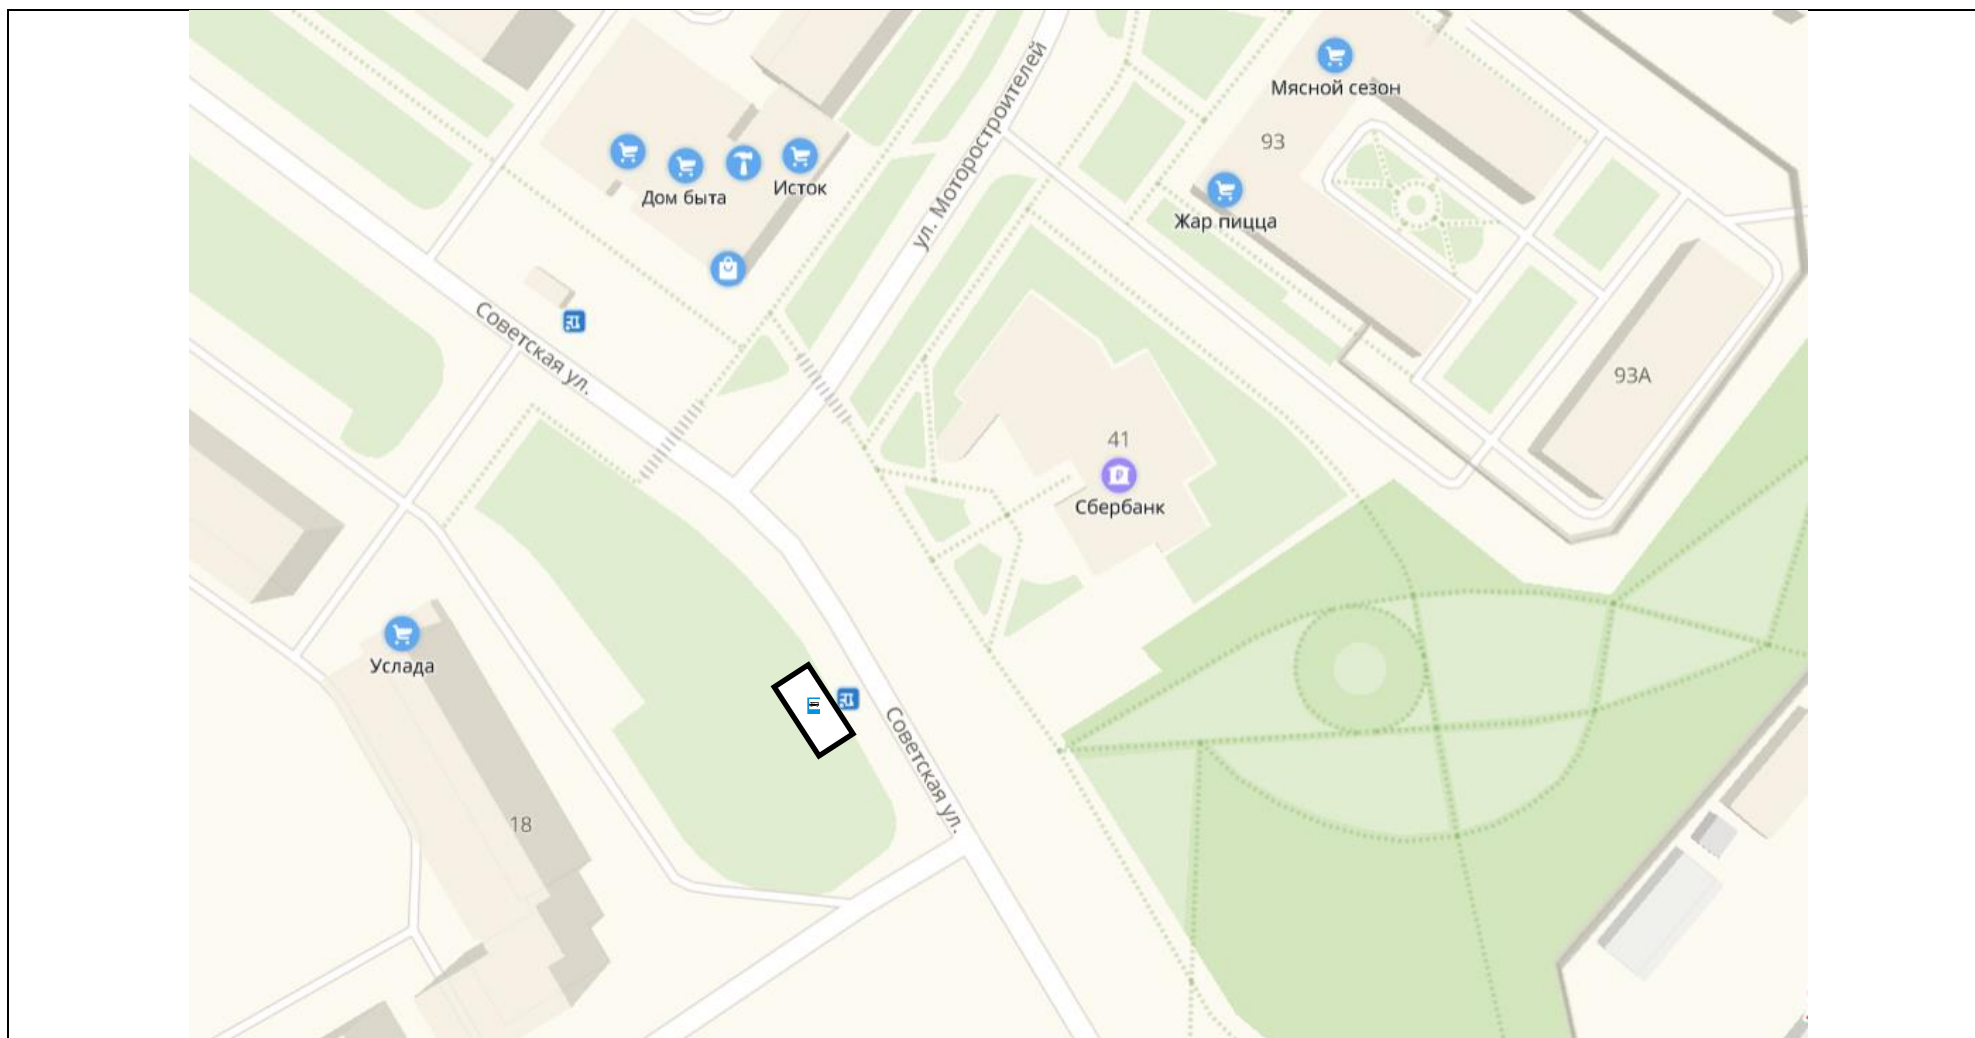 Мясной сезон
93
ул. Моторостроителей
Исток
Дом быта
Жар пицца
Советская ул.
93А
41
Сбербанк
Услада
Советская ул.
18